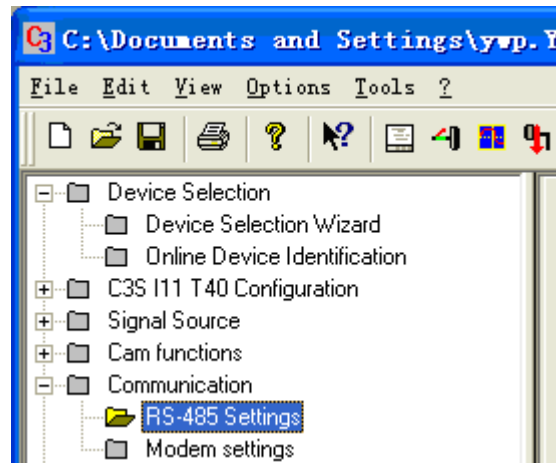 C3 C:\Documents and Settings\ywp.Y
File Edit View Options Tools ?
Device Selection
Device Selection Wizard
Online Device Identification
C3S I11 T40 Configuration
Signal Source
Cam functions
Communication
RS-485 Settings
Modem settings